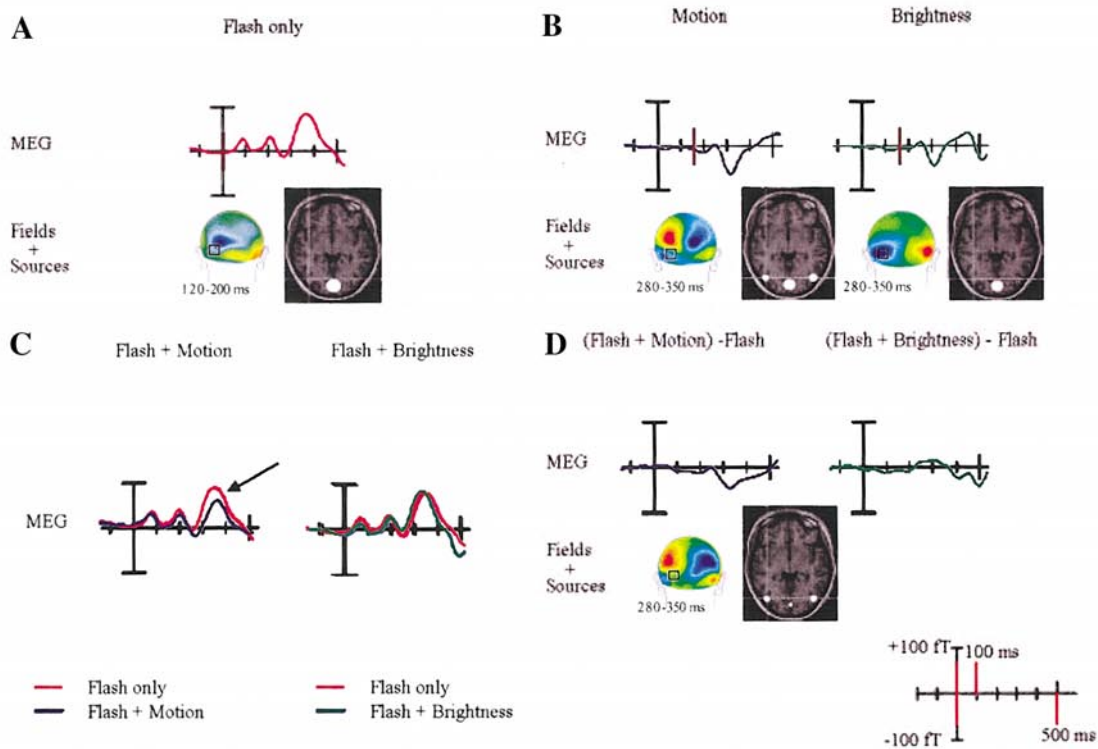 A
Flash only
MEG
Fields
+
Sources
120-200 ms
B
Motion
Brightness
MEG
Fields
+
Sources
280-350 ms
280-350 ms
C
Flash + Motion
Flash + Brightness
MEG
Flash only
Flash + Motion
Flash only
Flash + Brightness
D
(Flash + Motion) -Flash
(Flash + Brightness) - Flash
MEG
Fields
+
Sources
280-350 ms
+100 fT
100 ms
-100 fT
500 ms